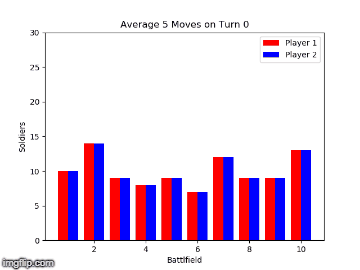 Average 5 Moves on Turn 0
30
25
20
15
10
5
0
Soldiers
Player 1
Player 2
2 4 6 8 10
Battlfield
imgflip.com